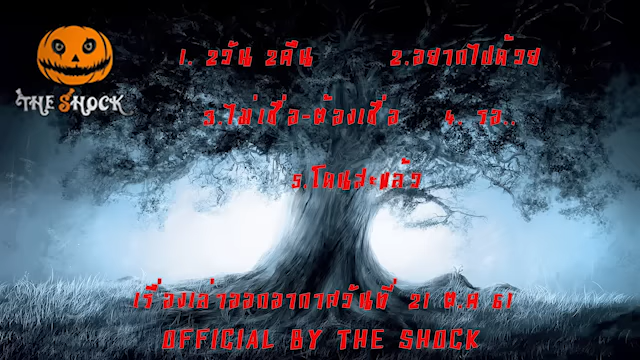 THE SHOCK
1. 2วัน 2คืน 2.อยากไปด้วย
3.ไม่เชื่อ-ต้องเชื่อ 4. รอ..
5.โดนสะแล้ว
เรื่องเล่าออกอากาศวันที่ 21 ต.ค 61
OFFICIAL BY THE SHOCK